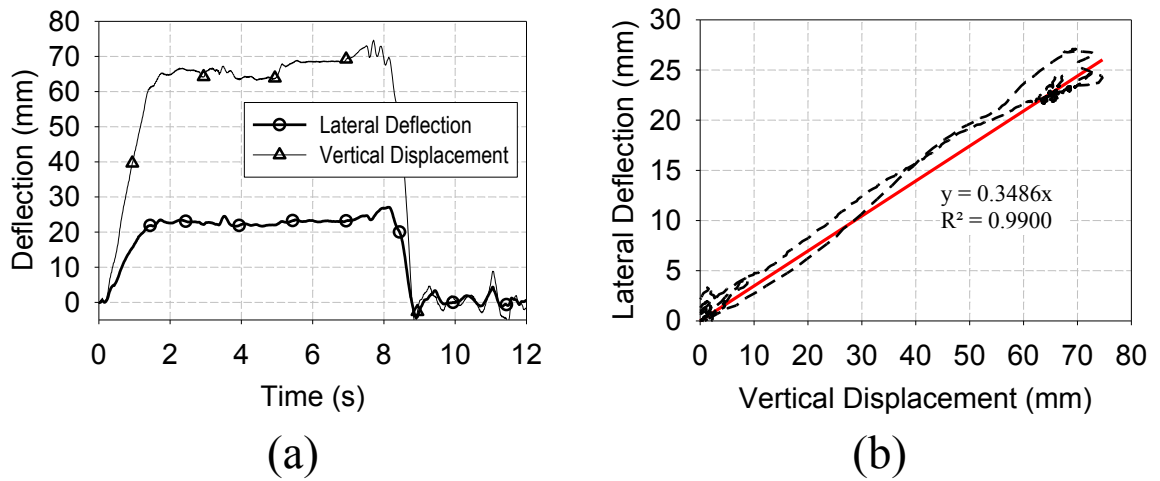 Deflection (mm)
80
70
60
50
40
30
20
10
0
Lateral Deflection
Vertical Displacement
0 2 4 6 8 10 12
Time (s)
(a)
Lateral Deflection (mm)
30
25
20
15
10
5
0
y = 0.3486x
R² = 0.9900
0 10 20 30 40 50 60 70 80
Vertical Displacement (mm)
(b)